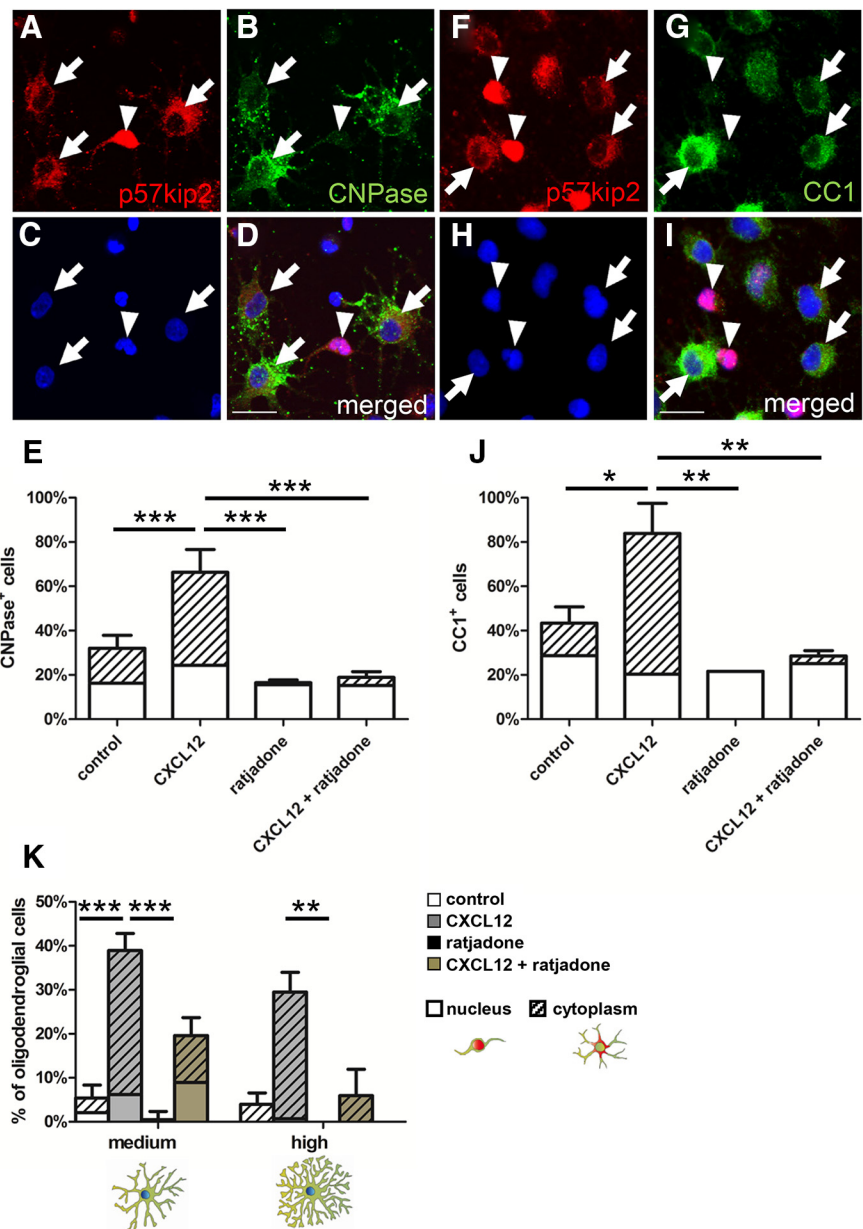 A
B
F
G
p57kip2
CNPase
p57kip2
CC1
C
D
H
I
merged
merged
E
100%
80%
60%
40%
20%
0%
CNPase+ cells
***
***
***
control
CXCL12
ratjadone
CXCL12 + ratjadone
J
100%
80%
60%
40%
20%
0%
CC1+ cells
*
**
**
control
CXCL12
ratjadone
CXCL12 + ratjadone
K
50%
40%
30%
20%
10%
0%
% of oligodendroglial cells
***
***
**
medium
high
control
CXCL12
ratjadone
CXCL12 + ratjadone
nucleus
cytoplasm